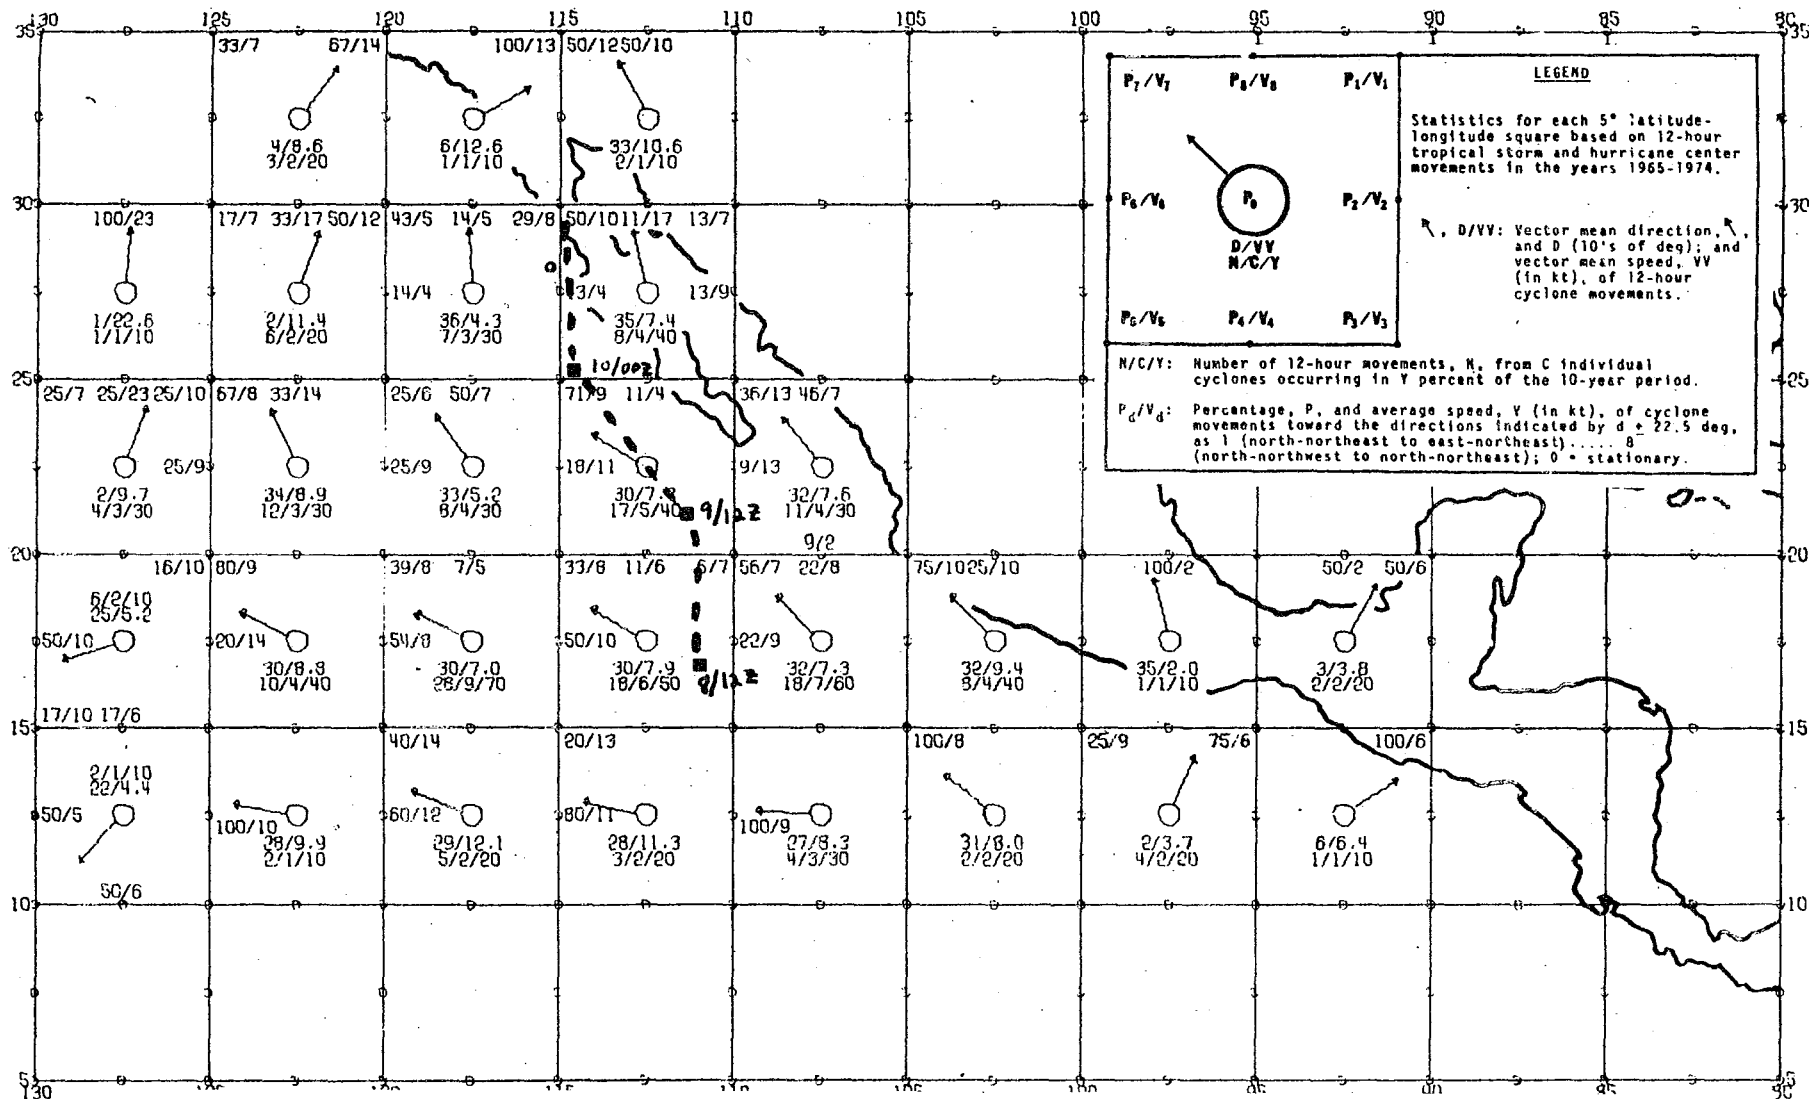 130 125 120 115 110 105 100 95 90 85 80
35 35
33/7 67/14 100/13 50/12 50/10
4/8.6 6/12.6 33/10.6
3/2/20 1/1/10 2/1/10
30 30
100/23 17/7 33/17 50/12 43/5 14/5 29/8 50/10 11/17 13/7
14/4 13/4 13/9
1/22.6 2/11.4 36/4.3 35/7.4
1/1/10 6/2/20 7/3/30 8/4/40
10/00Z
25 25
25/7 25/23 25/10 67/8 33/14 25/6 50/7 71/9 11/4 36/13 46/7
25/9 25/9 18/11 9/13
2/9.7 34/8.9 33/5.2 32/7.6
4/3/30 12/3/30 8/4/30 17/5/40 11/4/30
9/12Z
9/2
20 20
16/10 80/9 39/8 7/5 33/8 11/6 56/7 22/8 75/10 25/10 100/2 50/2 50/6
6/2/10
25/5.2
50/10 20/14 54/8 50/10 22/9
30/8.8 30/7.0 30/7.9 32/7.3 32/9.4 35/2.0 3/3.8
10/4/40 28/9/70 18/6/50 18/7/60 8/4/40 1/1/10 2/2/20
8/12Z
17/10 17/6
15 15
40/14 20/13 100/8 25/9 75/6 100/6
2/1/10
22/4.4
50/5 100/10 60/12 80/11 100/9
28/9.9 29/12.1 28/11.3 27/8.3 31/8.0 2/3.7 6/6.4
2/1/10 5/2/20 3/2/20 4/3/30 2/2/20 4/2/20 1/1/10
50/6
10 10
5
130
LEGEND
P7/V7 P8/V8 P1/V1
P6/V6 P0 P2/V2
D/VV
N/C/Y
P5/V5 P4/V4 P3/V3
Statistics for each 5° latitude-
longitude square based on 12-hour
tropical storm and hurricane center
movements in the years 1965-1974.
, D/VV: Vector mean direction, ,
and D (10's of deg); and
vector mean speed, VV
(in kt), of 12-hour
cyclone movements.
N/C/Y: Number of 12-hour movements, N, from C individual
cyclones occurring in Y percent of the 10-year period.
Pd/Vd: Percentage, P, and average speed, V (in kt), of cyclone
movements toward the directions indicated by d ± 22.5 deg,
as 1 (north-northeast to east-northeast)..... 8
(north-northwest to north-northeast); 0 = stationary.